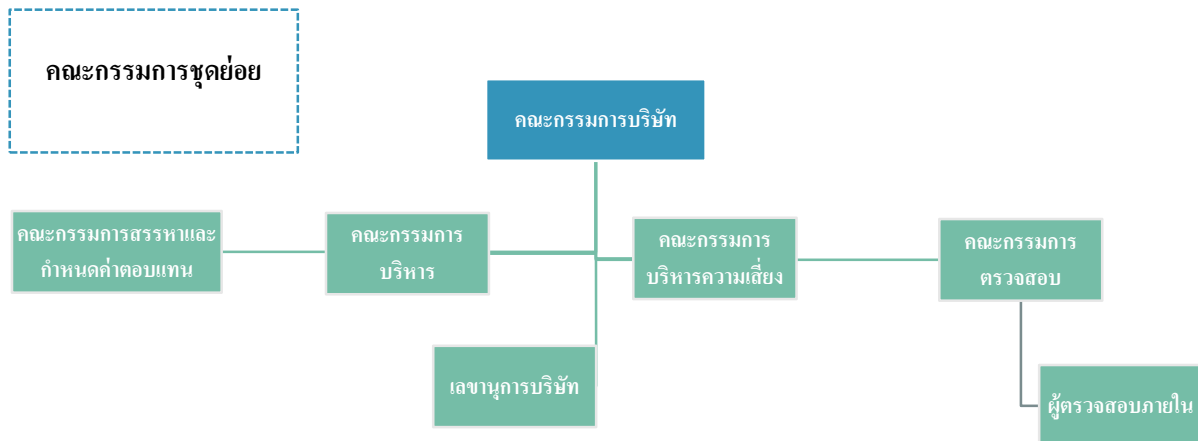 คณะกรรมการชุดย่อย
คณะกรรมการบริษัท
คณะกรรมการสรรหาและ
กำหนดค่าตอบแทน
คณะกรรมการ
บริหาร
คณะกรรมการ
บริหารความเสี่ยง
คณะกรรมการ
ตรวจสอบ
เลขานุการบริษัท
ผู้ตรวจสอบภายใน